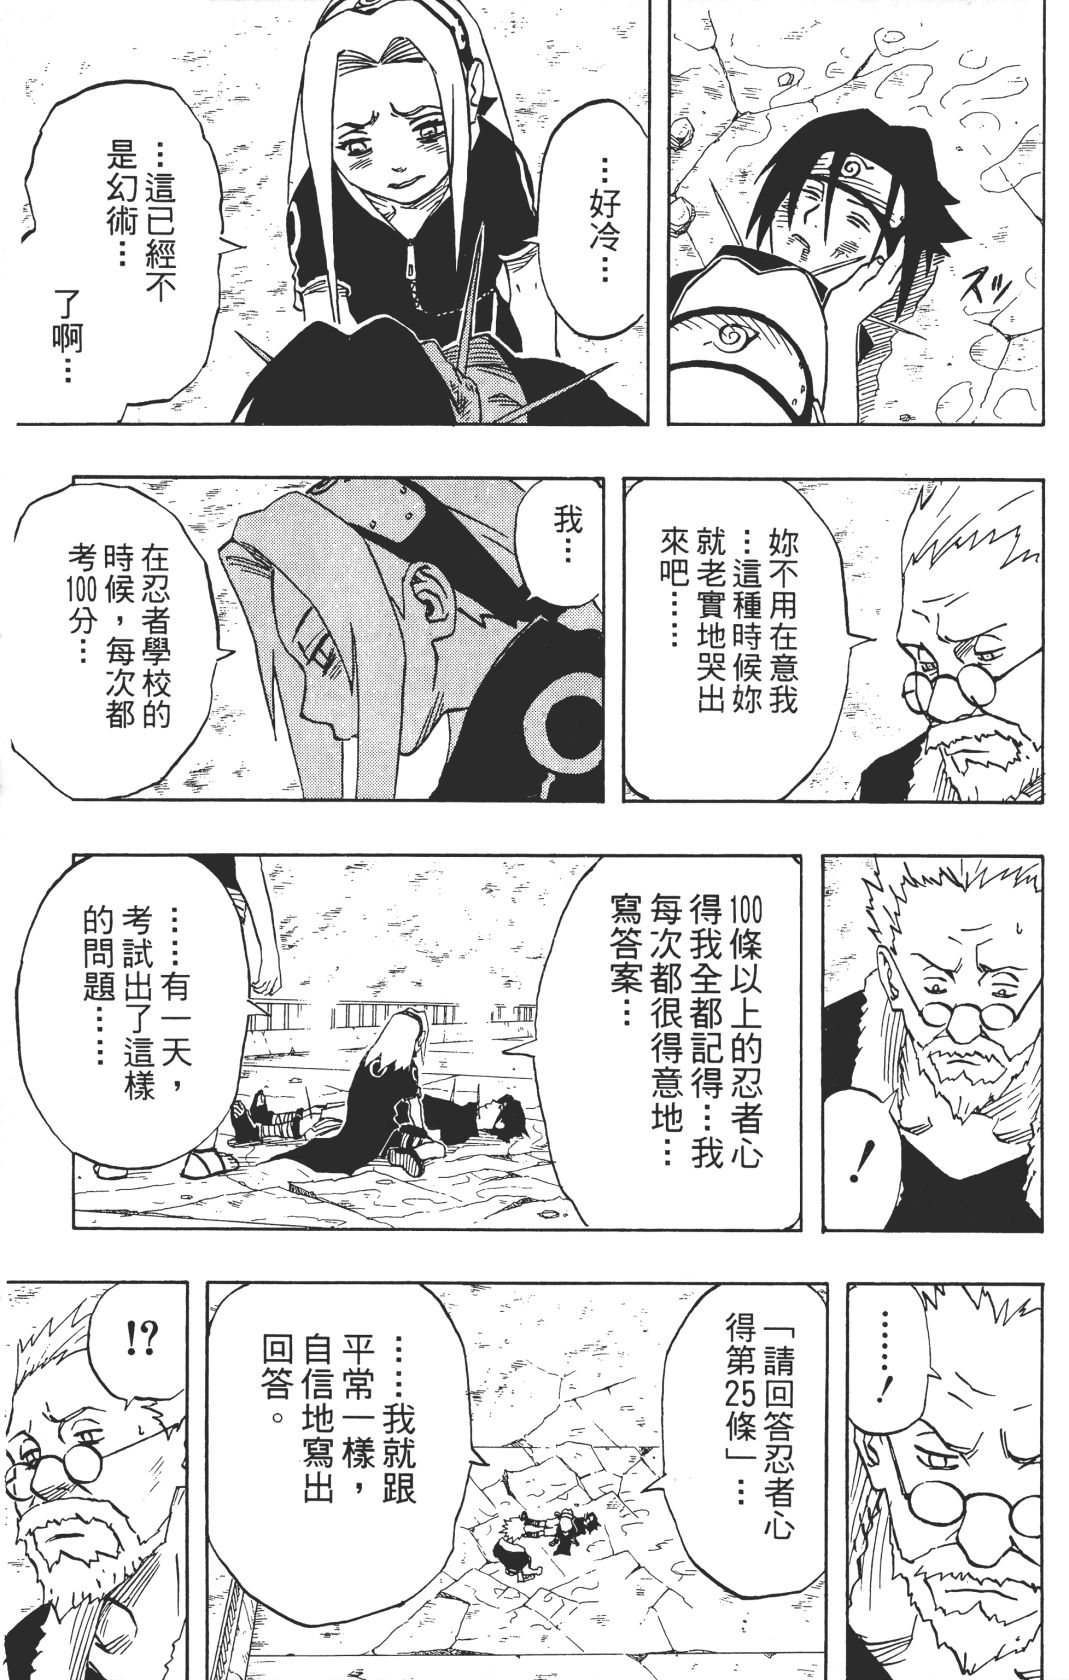 ズッ
…好冷…
…這已經不
是幻術…
了啊…
妳不用在意我
…這種時候妳
就老實地哭出
來吧……
我…
在忍者學校的
時候，每次都
考100分…
！
100條以上的忍者心
得我全都記得…我
每次都很得意地…
寫答案…
……有一天，
考試出了這樣
的問題……
……！
「請回答忍者心
得第25條」…
……我就跟
平常一樣，
自信地寫出
回答。
!?